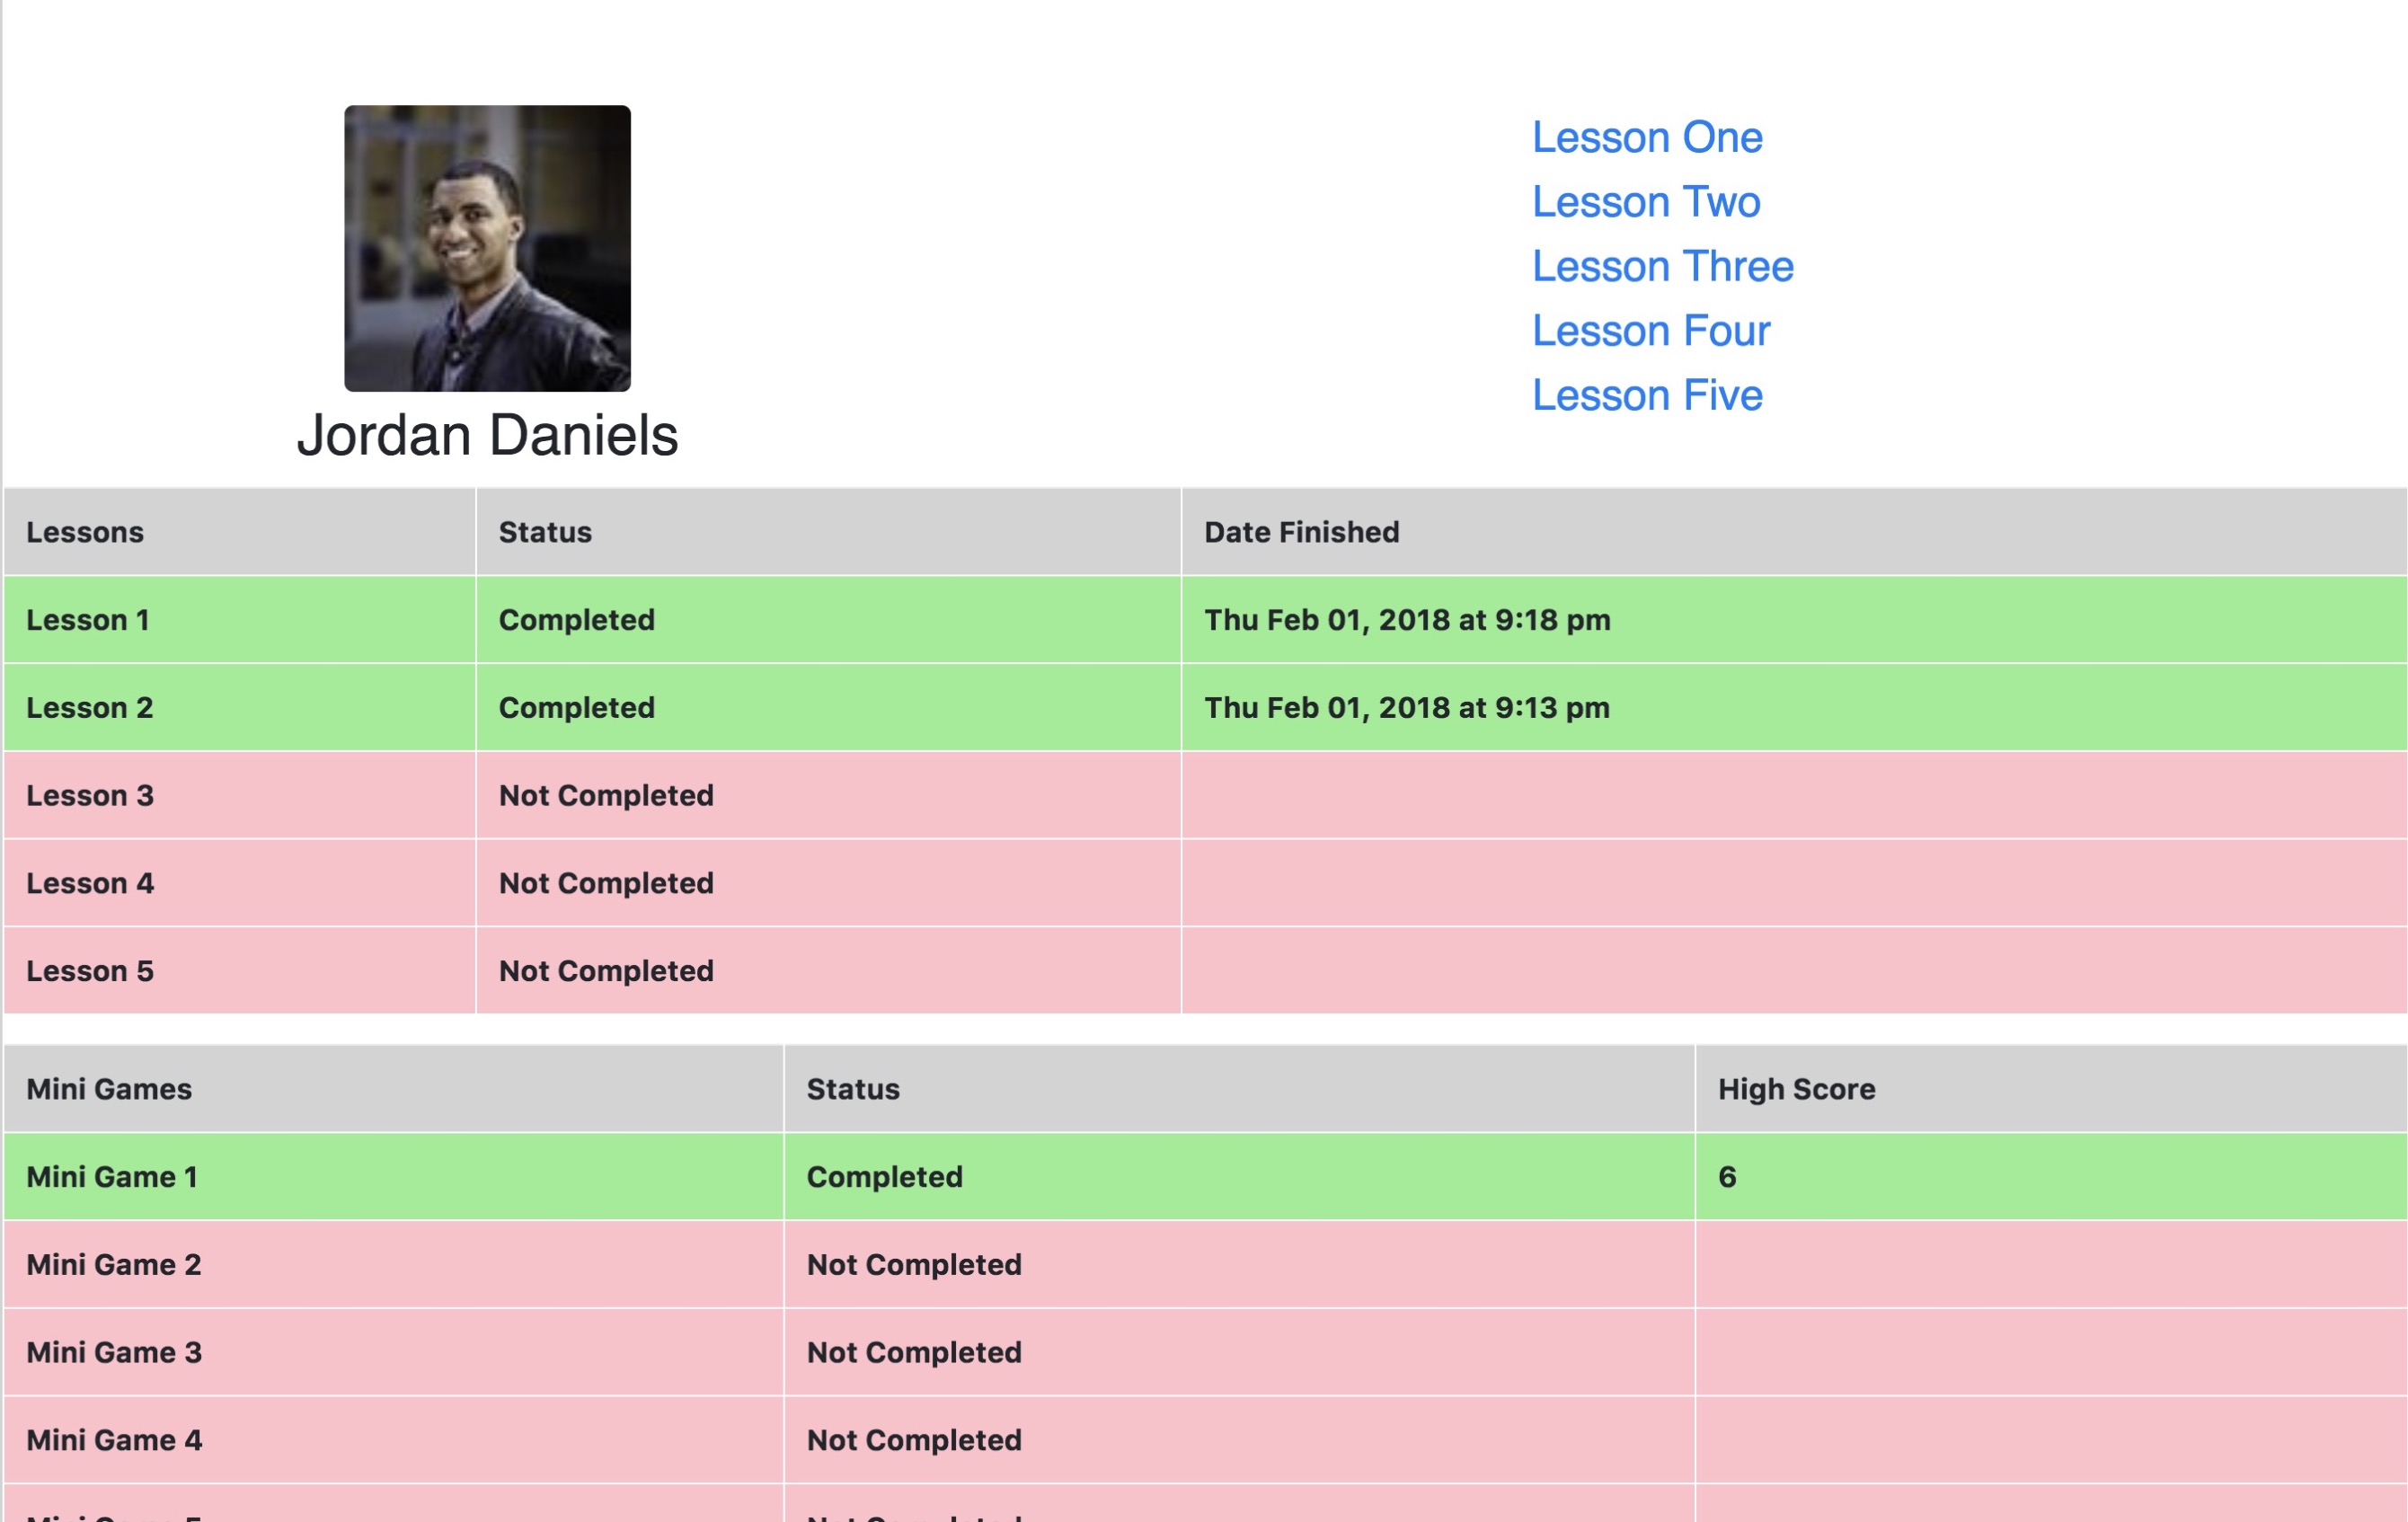 Jordan Daniels
Lesson One
Lesson Two
Lesson Three
Lesson Four
Lesson Five
Lessons Status Date Finished
Lesson 1 Completed Thu Feb 01, 2018 at 9:18 pm
Lesson 2 Completed Thu Feb 01, 2018 at 9:13 pm
Lesson 3 Not Completed
Lesson 4 Not Completed
Lesson 5 Not Completed
Mini Games Status High Score
Mini Game 1 Completed 6
Mini Game 2 Not Completed
Mini Game 3 Not Completed
Mini Game 4 Not Completed